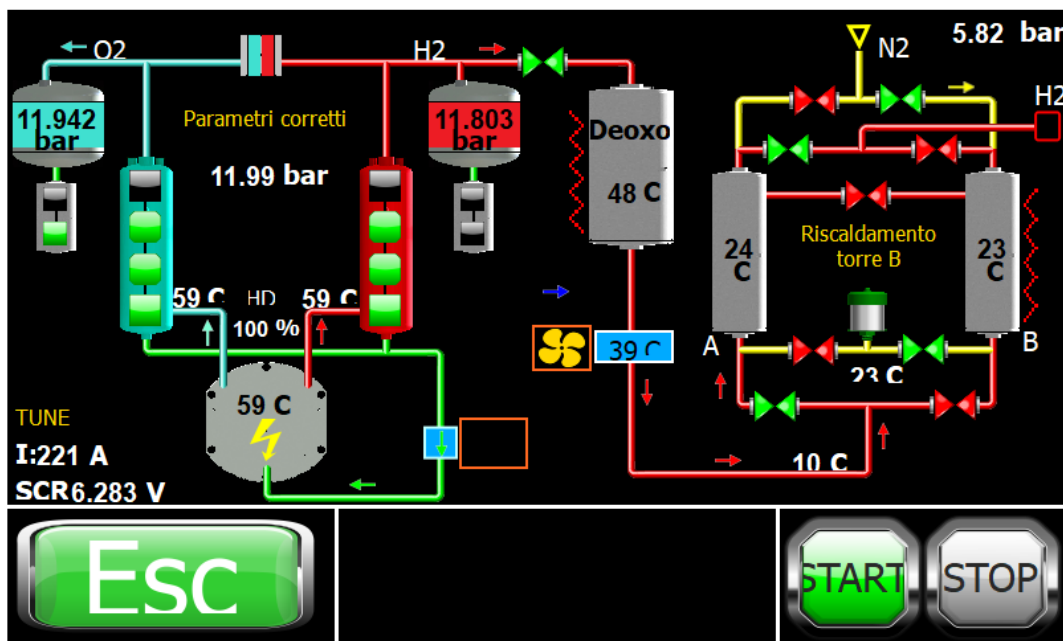 O2
H2
N2
5.82 bar
H2
11.942
bar
Parametri corretti
11.803
bar
Deoxo
11.99 bar
48 C
24
C
Riscaldamento
torre B
23
C
59 C
HD
59 C
100 %
39 C
A
B
23 C
59 C
TUNE
I:221 A
10 C
SCR6.283 V
Esc
START
STOP